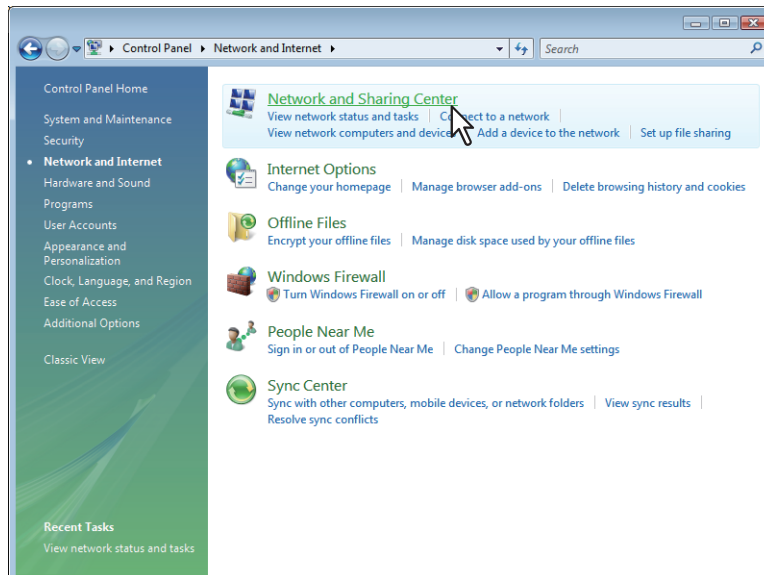 Control Panel Network and Internet Search
Control Panel Home
System and Maintenance
Security
Network and Internet
Hardware and Sound
Programs
User Accounts
Appearance and
Personalization
Clock, Language, and Region
Ease of Access
Additional Options
Classic View
Recent Tasks
View network status and tasks
Network and Sharing Center
View network status and tasks to a network
View network computers and Add a device to the network Set up file sharing
Internet Options
Change your homepage Manage browser add-ons Delete browsing history and cookies
Offline Files
Encrypt your offline files Manage disk space used by your offline files
Windows Firewall
Turn Windows Firewall on or off Allow a program through Windows Firewall
People Near Me
Sign in or out of People Near Me Change People Near Me settings
Sync Center
Sync with other computers, mobile devices, or network folders View sync results
Resolve sync conflicts